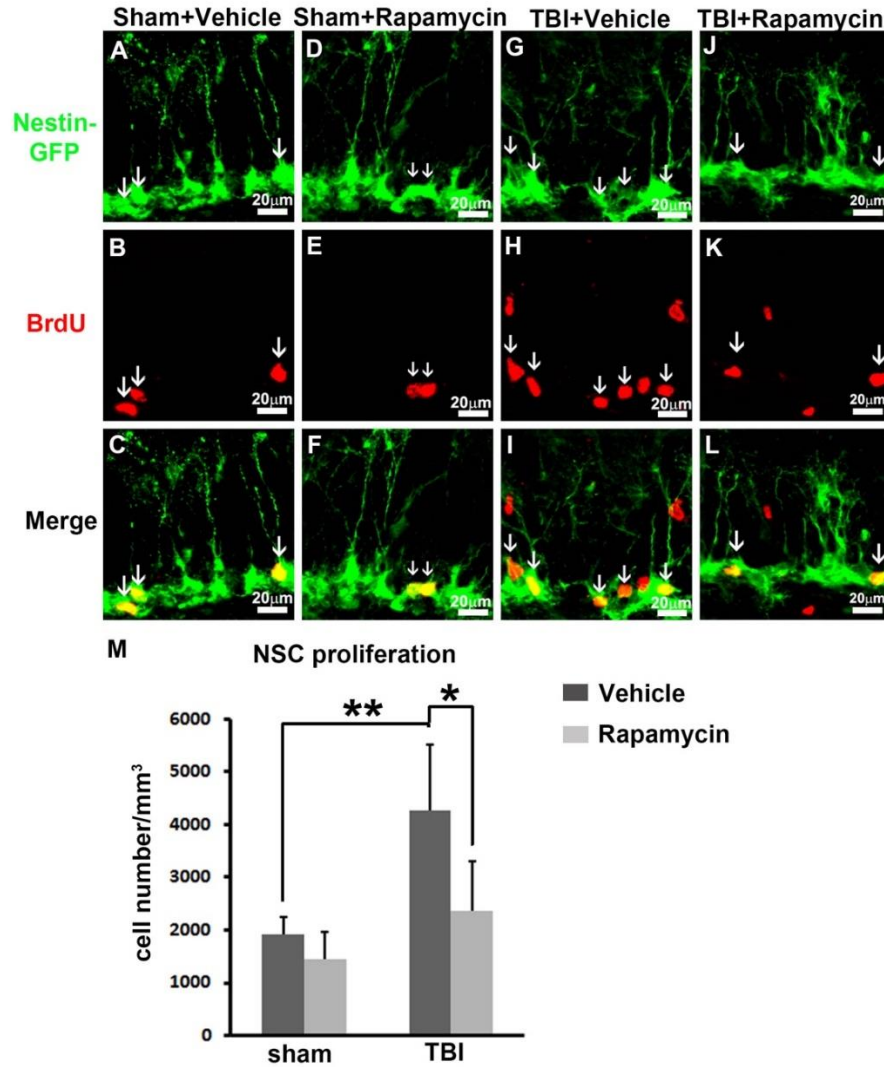 Sham+Vehicle Sham+Rapamycin TBI+Vehicle TBI+Rapamycin
Nestin-
GFP
A D G J
20μm 20μm 20μm 20μm
BrdU
B E H K
20μm 20μm 20μm 20μm
Merge
C F I L
20μm 20μm 20μm 20μm
M
NSC proliferation
** *
Vehicle
Rapamycin
cell number/mm³
6000
5000
4000
3000
2000
1000
0
sham TBI